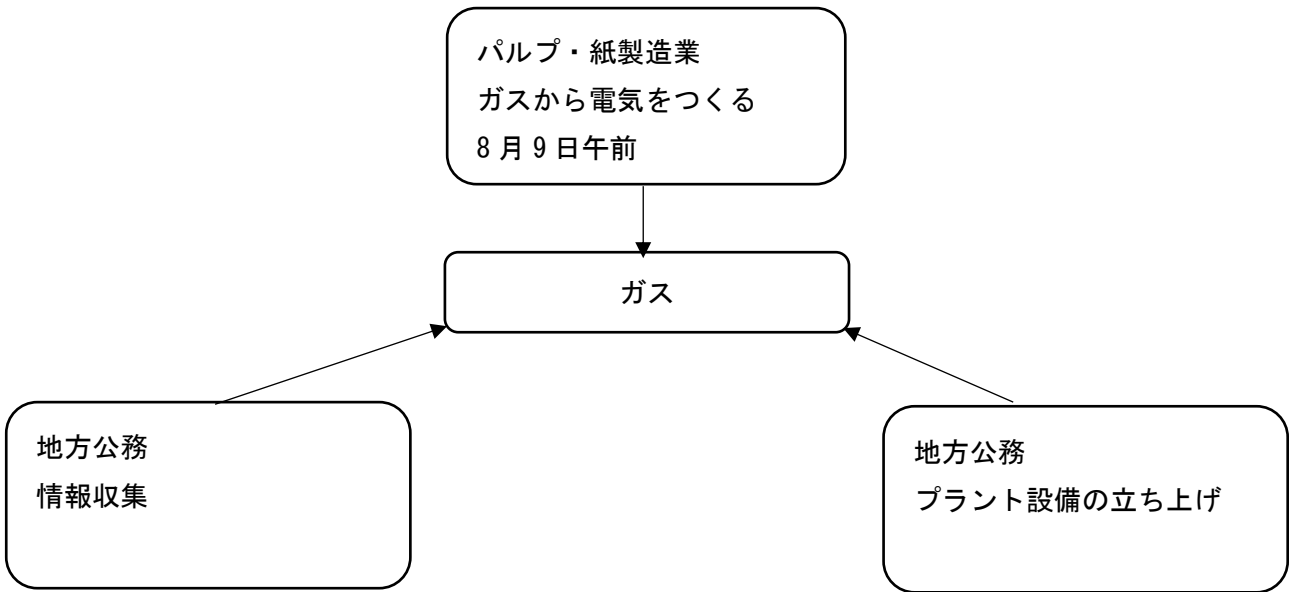 パルプ・紙製造業
ガスから電気をつくる
8月9日午前
ガス
地方公務
情報収集
地方公務
プラント設備の立ち上げ